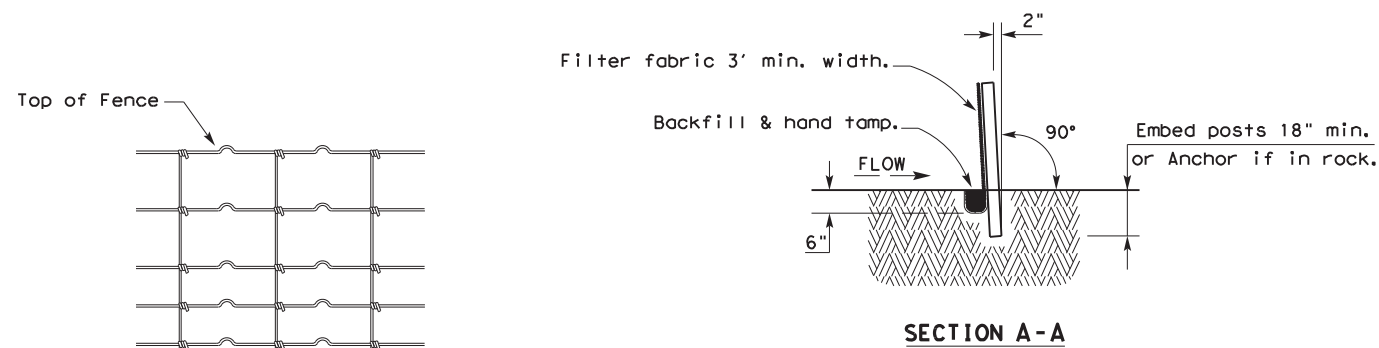 Top of Fence
2"
Filter fabric 3' min. width.
Backfill & hand tamp.
90°
Embed posts 18" min.
or Anchor if in rock.
FLOW
6"
SECTION A-A